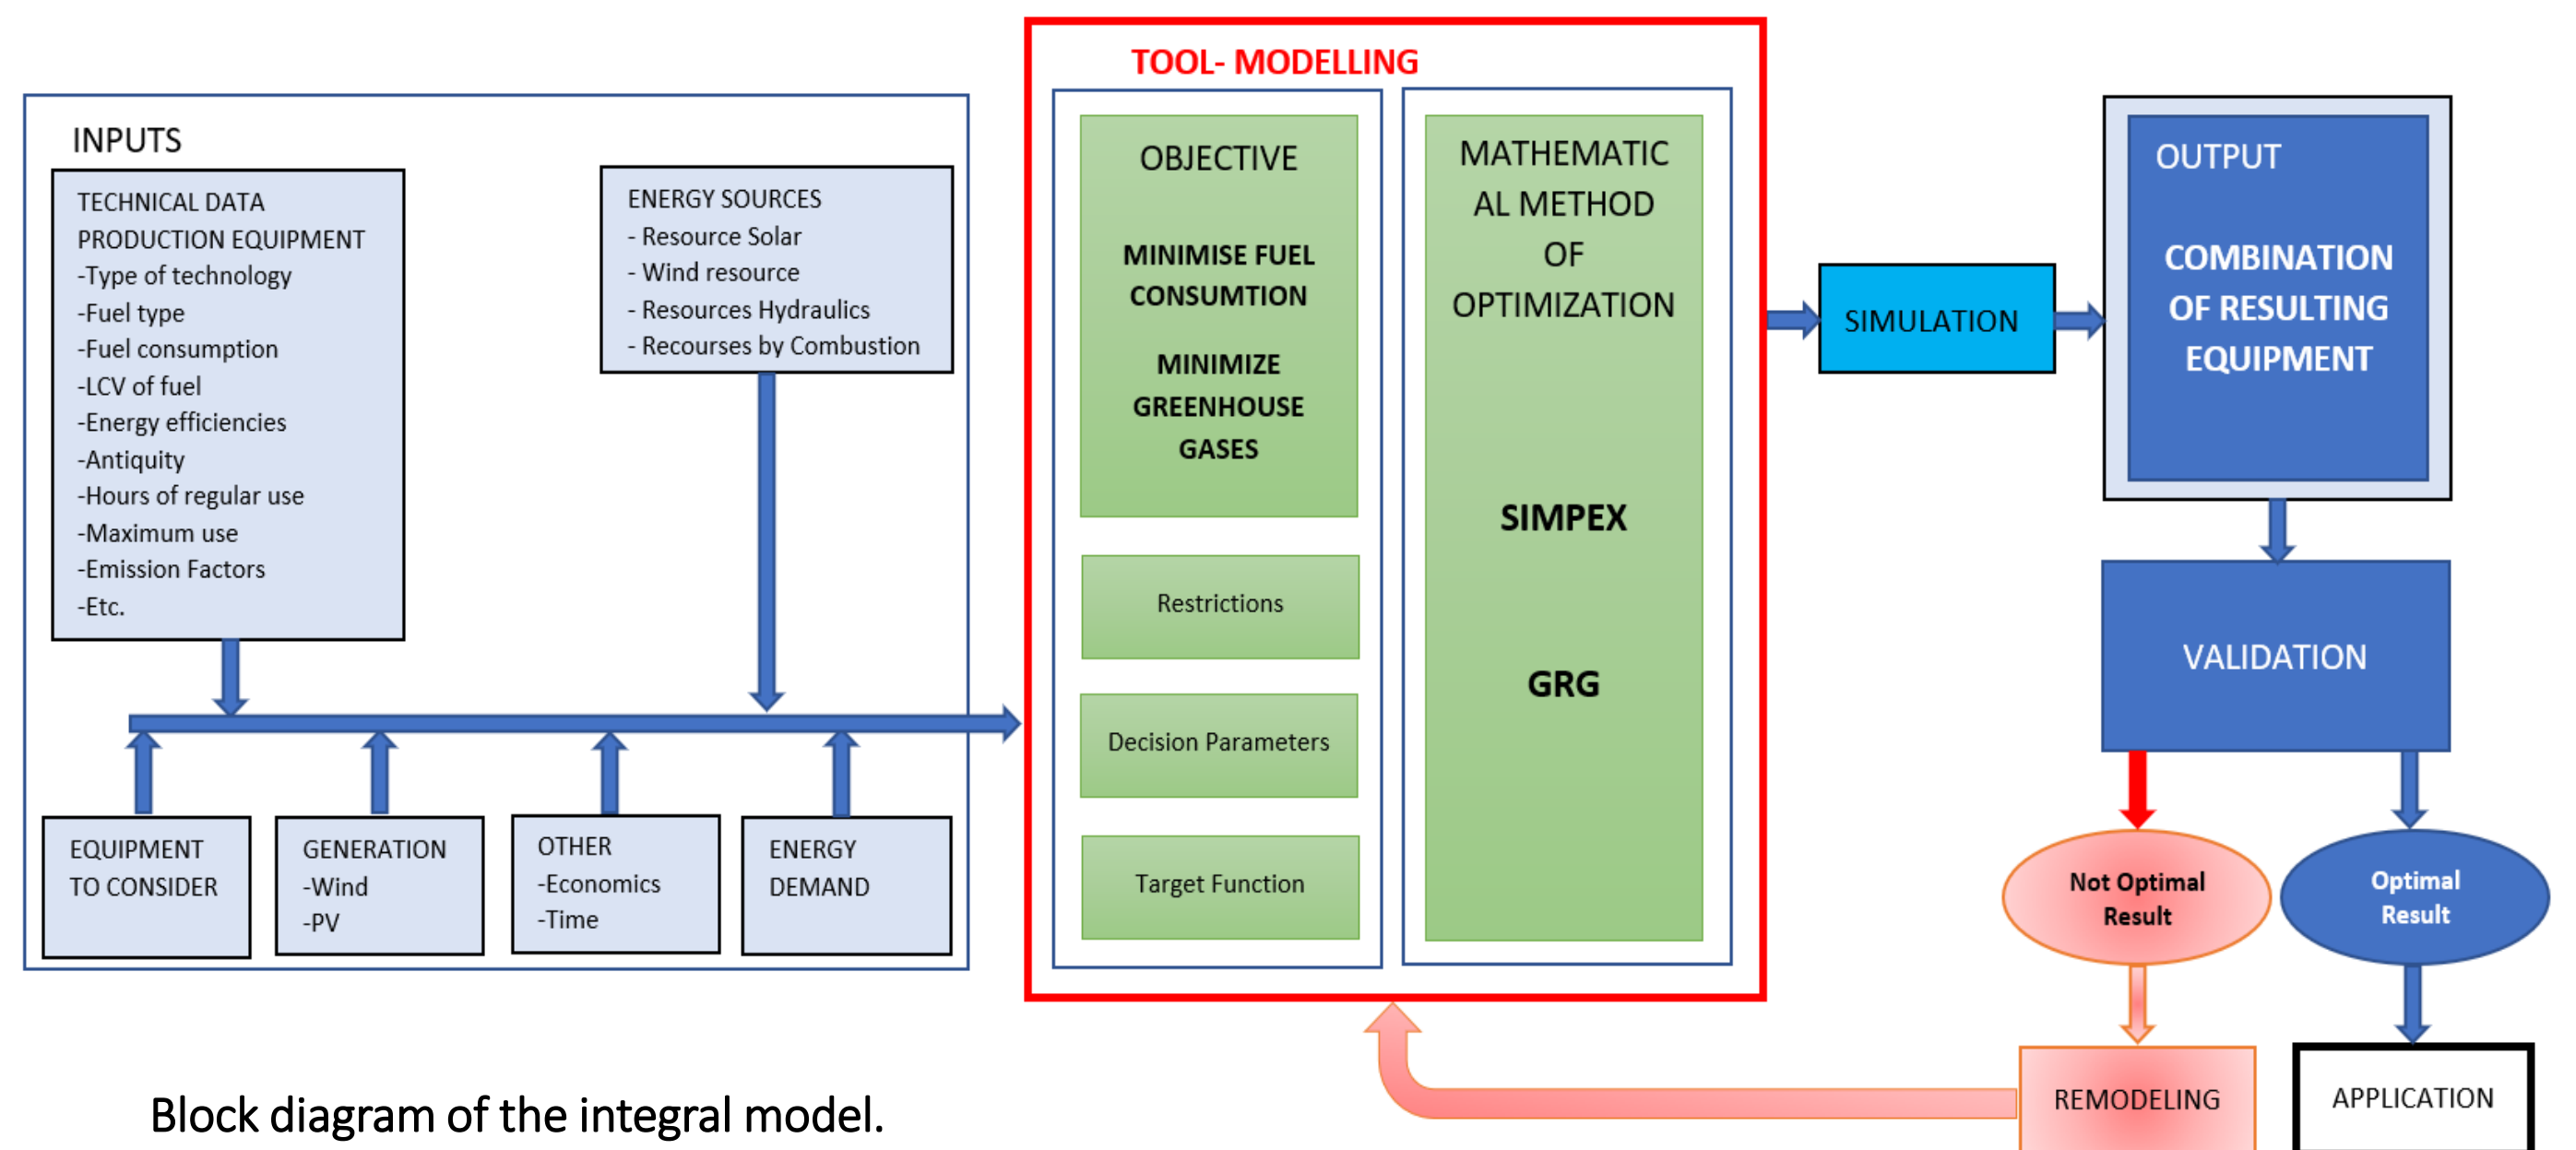 INPUTS
TECHNICAL DATA
PRODUCTION EQUIPMENT
-Type of technology
-Fuel type
-Fuel consumption
-LCV of fuel
-Energy efficiencies
-Antiquity
-Hours of regular use
-Maximum use
-Emission Factors
-Etc.
ENERGY SOURCES
- Resource Solar
- Wind resource
- Resources Hydraulics
- Recourses by Combustion
EQUIPMENT
TO CONSIDER
GENERATION
-Wind
-PV
OTHER
-Economics
-Time
ENERGY
DEMAND
TOOL- MODELLING
OBJECTIVE
MINIMISE FUEL
CONSUMTION
MINIMIZE
GREENHOUSE
GASES
Restrictions
Decision Parameters
Target Function
MATHEMATIC
AL METHOD
OF
OPTIMIZATION
SIMPEX
GRG
SIMULATION
OUTPUT
COMBINATION
OF RESULTING
EQUIPMENT
VALIDATION
Not Optimal
Result
Optimal
Result
REMODELING
APPLICATION
Block diagram of the integral model.